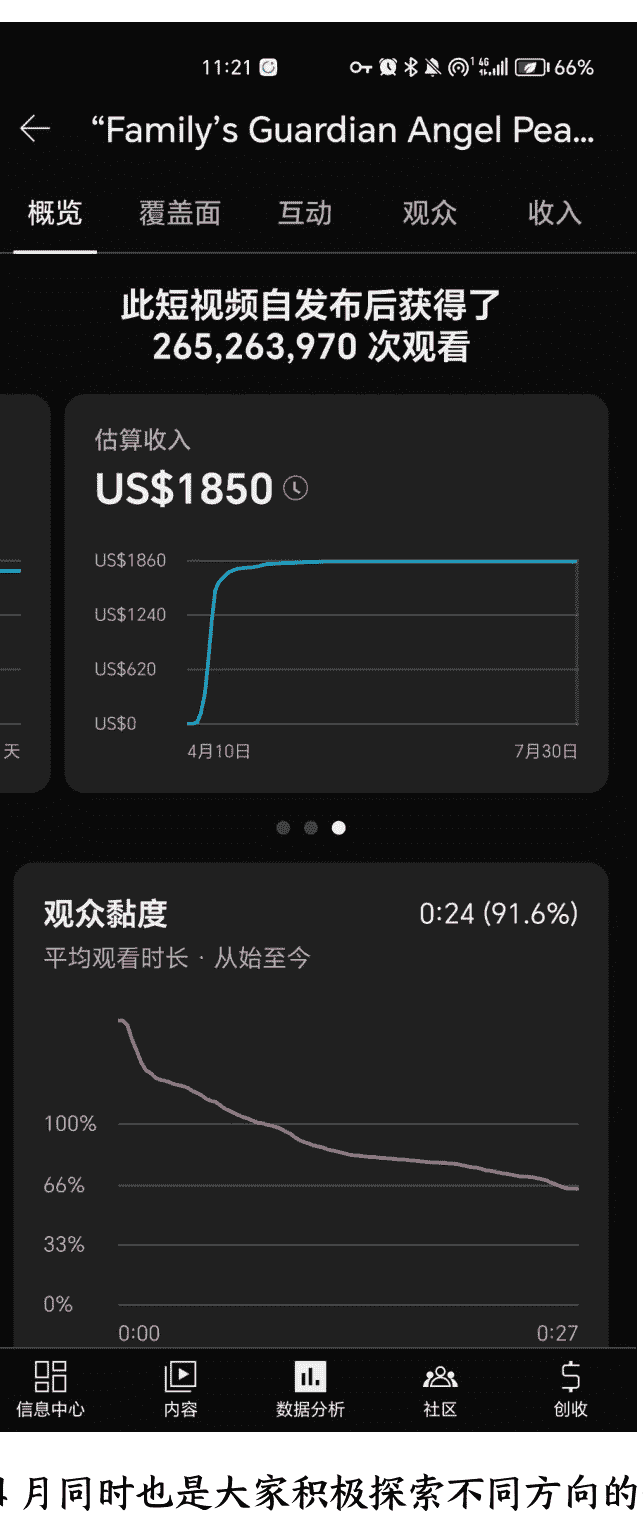 11:21 1 4G 66%
“Family’s Guardian Angel Pea...
概览 覆盖面 互动 观众 收入
此短视频自发布后获得了
265,263,970 次观看
估算收入
US$1850
US$1860
US$1240
US$620
US$0
天 4月10日 7月30日
观众黏度 0:24 (91.6%)
平均观看时长 · 从始至今
100%
66%
33%
0%
0:00 0:27
信息中心 内容 数据分析 社区 创收
月同时也是大家积极探索不同方向的